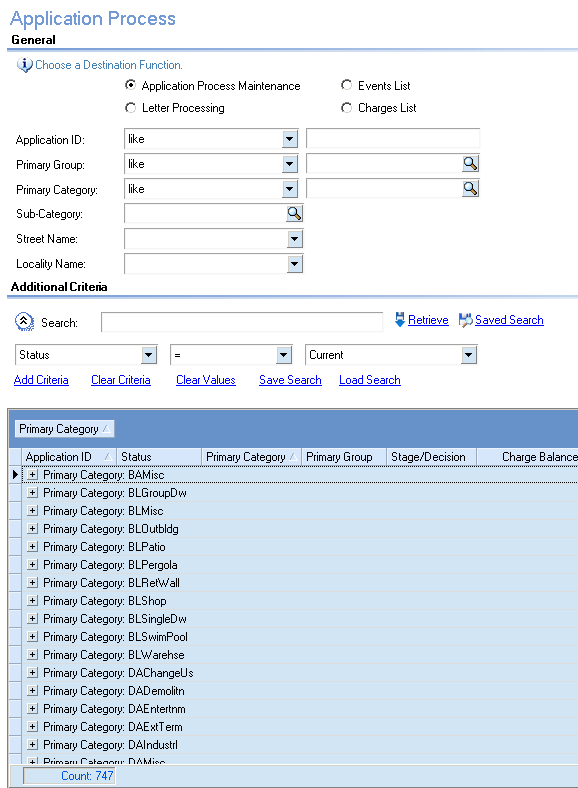 Application Process
General
Choose a Destination Function.
Application Process Maintenance Events List
Letter Processing Charges List
Application ID: like
Primary Group: like
Primary Category: like
Sub-Category:
Street Name:
Locality Name:
Additional Criteria
Search: Retrieve Saved Search
Status = Current
Add Criteria Clear Criteria Clear Values Save Search Load Search
Primary Category
Application ID Status Primary Category Primary Group Stage/Decision Charge Balance
Primary Category: BAMisc
Primary Category: BLGroupDw
Primary Category: BLMisc
Primary Category: BLOutbldg
Primary Category: BLPatio
Primary Category: BLPergola
Primary Category: BLRetWall
Primary Category: BLShop
Primary Category: BLSingleDw
Primary Category: BLSwimPool
Primary Category: BLWarehse
Primary Category: DAChangeUs
Primary Category: DADemolitn
Primary Category: DAEntertnm
Primary Category: DAExtTerm
Primary Category: DAIndustrl
Primary Category: DAMisc
Count: 747